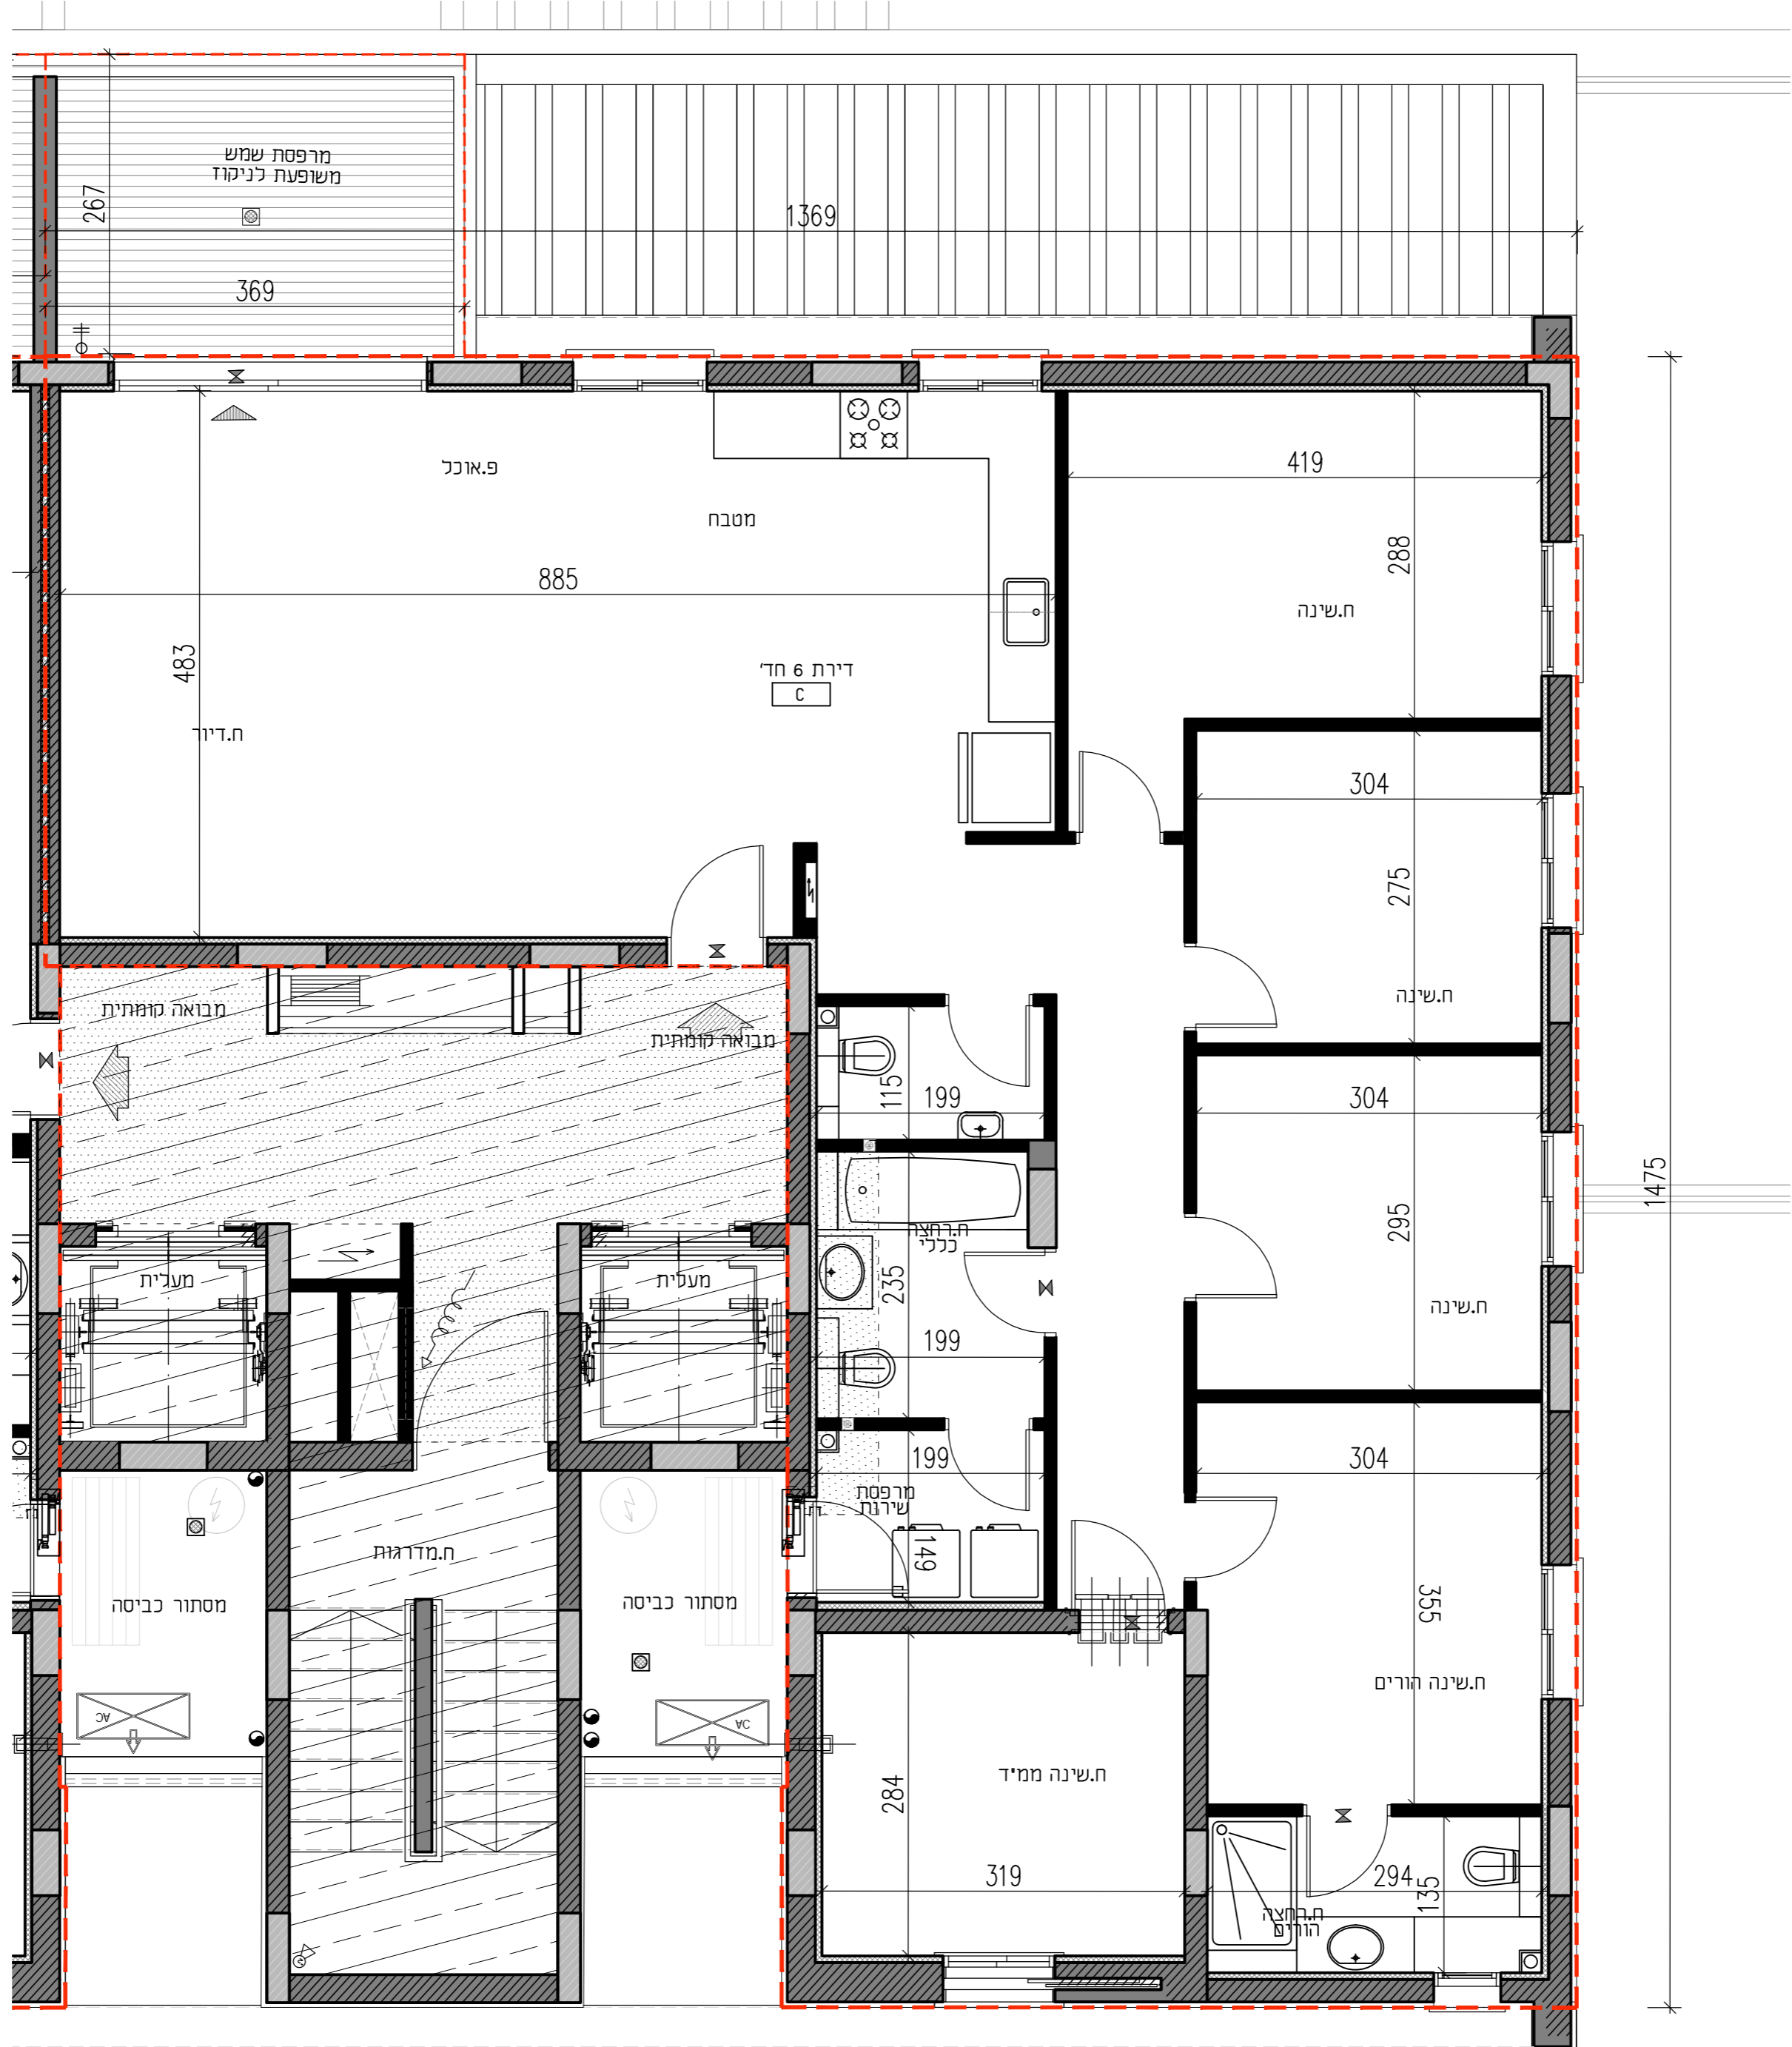 מרפסת שמש
משופעת לניקוז
267
1369
369
פ.אוכל
419
מטבח
288
885
ח.שינה
483
דירת 6 חד'
C
ח.דיור
304
275
ח.שינה
מבואה קומתית
מבואה קומתית
115
199
304
1475
ח.רחצה
כללי
295
מעלית
מעלית
235
ח.שינה
199
199
304
מרפסת
שירות
149
ח.מדרגות
מסתור כביסה
מסתור כביסה
355
ח.שינה הורים
AC
AC
ח.שינה ממ"ד
284
319
294
135
ח.רחצה
הורים